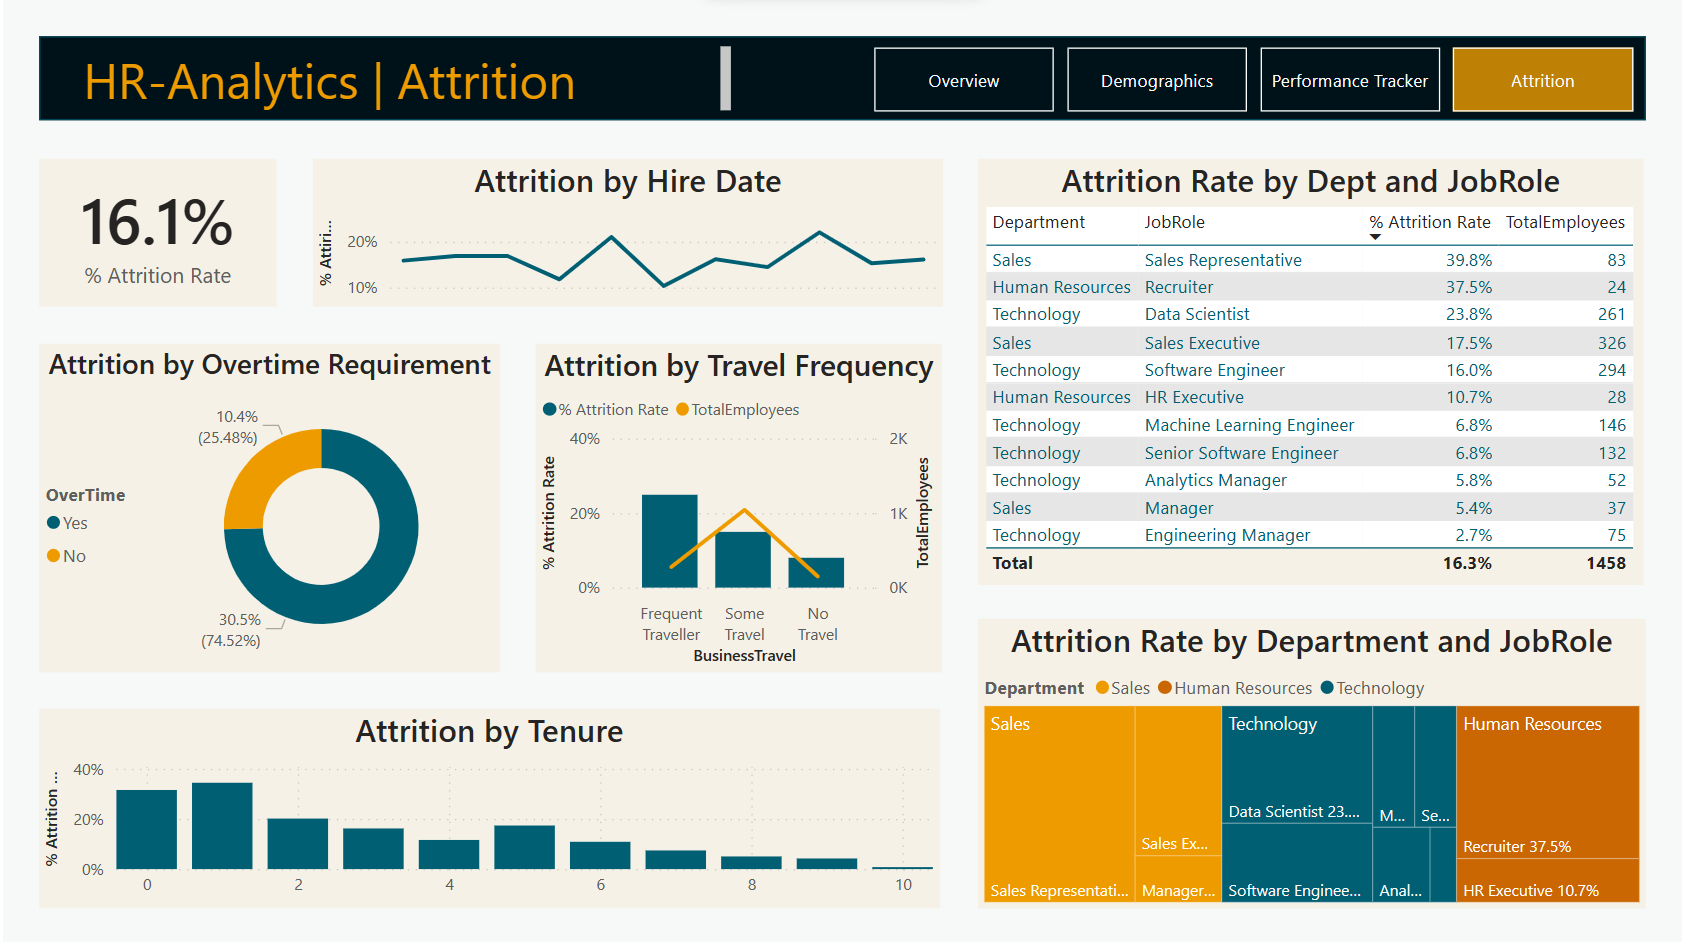 HR-Analytics | Attrition
Overview
Demographics
Performance Tracker
Attrition
16.1%
% Attrition Rate
Attrition by Hire Date
% Attiri...
20%
10%
Attrition Rate by Dept and JobRole
Department JobRole % Attrition Rate TotalEmployees
Sales Sales Representative 39.8% 83
Human Resources Recruiter 37.5% 24
Technology Data Scientist 23.8% 261
Sales Sales Executive 17.5% 326
Technology Software Engineer 16.0% 294
Human Resources HR Executive 10.7% 28
Technology Machine Learning Engineer 6.8% 146
Technology Senior Software Engineer 6.8% 132
Technology Analytics Manager 5.8% 52
Sales Manager 5.4% 37
Technology Engineering Manager 2.7% 75
Total 16.3% 1458
Attrition by Overtime Requirement
10.4%
(25.48%)
OverTime
Yes
No
30.5%
(74.52%)
Attrition by Travel Frequency
% Attrition Rate TotalEmployees
% Attrition Rate
40%
20%
0%
2K
1K
0K
TotalEmployees
Frequent Traveller
Some Travel
No Travel
BusinessTravel
Attrition by Tenure
% Attrition ...
40%
20%
0%
0 2 4 6 8 10
Attrition Rate by Department and JobRole
Department Sales Human Resources Technology
Sales
Sales Representati...
Sales Ex...
Manager...
Technology
Data Scientist 23....
Software Enginee...
M...
Se...
Anal...
Human Resources
Recruiter 37.5%
HR Executive 10.7%